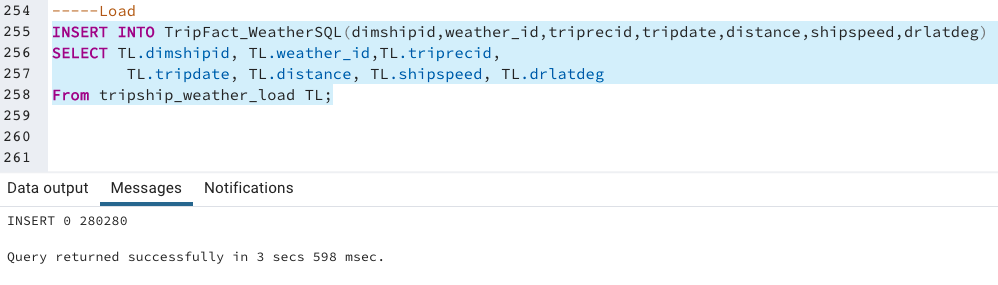 254 -----Load
255 INSERT INTO TripFact_WeatherSQL(dimshipid,weather_id,triprecid,tripdate,distance,shipspeed,drlatdeg)
256 SELECT TL.dimshipid, TL.weather_id,TL.triprecid,
257 TL.tripdate, TL.distance, TL.shipspeed, TL.drlatdeg
258 From tripship_weather_load TL;
259
260
261
Data output Messages Notifications
INSERT 0 280280
Query returned successfully in 3 secs 598 msec.